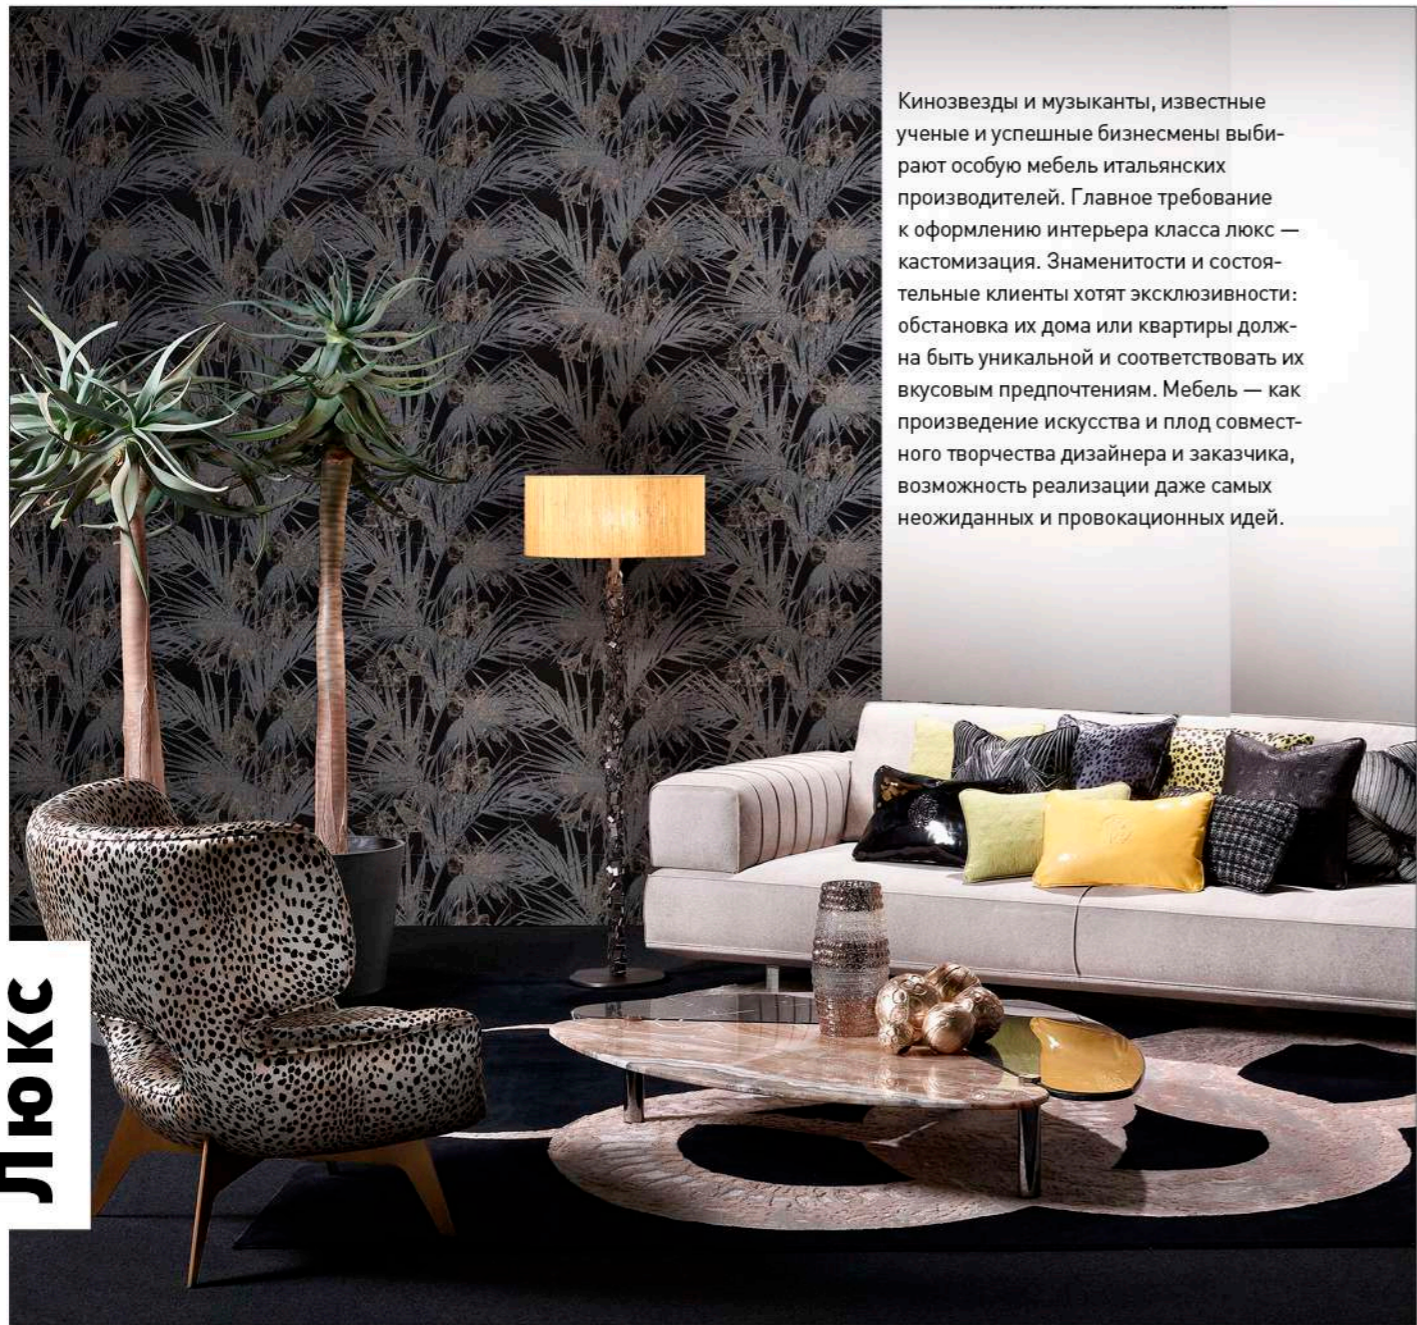 Кинозвезды и музыканты, известные
ученые и успешные бизнесмены выби-
рают особую мебель итальянских
производителей. Главное требование
к оформлению интерьера класса люкс —
кастомизация. Знаменитости и состоя-
тельные клиенты хотят эксклюзивности:
обстановка их дома или квартиры долж-
на быть уникальной и соответствовать их
вкусовым предпочтениям. Мебель — как
произведение искусства и плод совмест-
ного творчества дизайнера и заказчика,
возможность реализации даже самых
неожиданных и провокационных идей.
Люкс